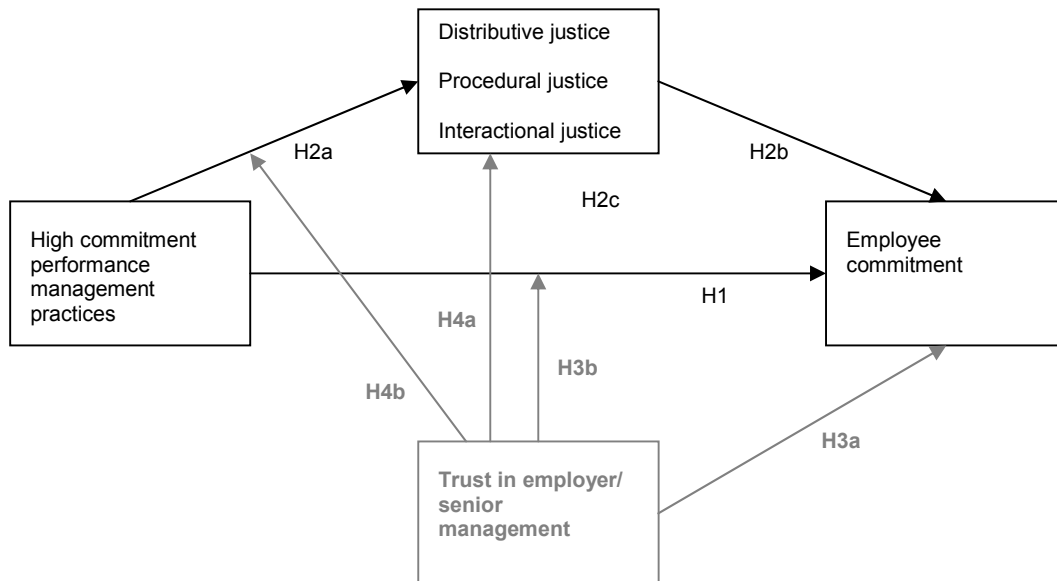 Distributive justice
Procedural justice
Interactional justice
H2a
H2b
H2c
High commitment
performance
management
practices
Employee
commitment
H1
H4a
H3b
H4b
H3a
Trust in employer/
senior
management